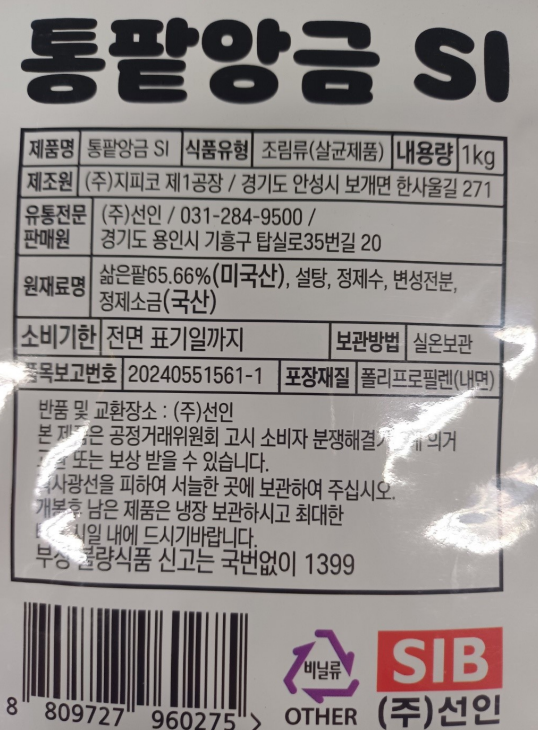 통팥앙금 SI
제품명 통팥앙금 SI 식품유형 조림류(살균제품) 내용량 1kg
제조원 (주)지피코 제1공장 / 경기도 안성시 보개면 한사울길 271
유통전문 (주)선인 / 031-284-9500 /
판매원 경기도 용인시 기흥구 탑실로35번길 20
원재료명 삶은팥65.66%(미국산), 설탕, 정제수, 변성전분,
정제소금(국산)
소비기한 전면 표기일까지 보관방법 실온보관
품목보고번호 20240551561-1 포장재질 폴리프로필렌(내면)
반품 및 교환장소 : (주)선인
본 제품은 공정거래위원회 고시 소비자 분쟁해결 의거
또는 보상 받을 수 있습니다.
직사광선을 피하여 서늘한 곳에 보관하여 주십시오.
개봉후 남은 제품은 냉장 보관하시고 최대한
시일 내에 드시기바랍니다.
부정 불량식품 신고는 국번없이 1399
8 809727 960275 >
비닐류
OTHER
SIB
(주)선인